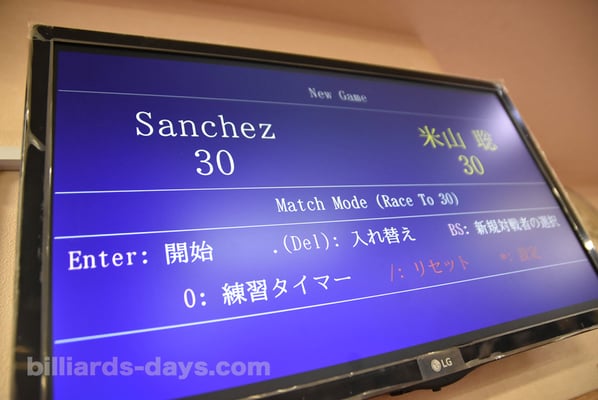 New Game
Sanchez 米山 聡
30 30
Match Mode (Race To 30)
Enter: 開始 .(Del): 入れ替え BS: 新規対戦者の選択
0: 練習タイマー /: リセット *: 設定
billiards-days.com
LG